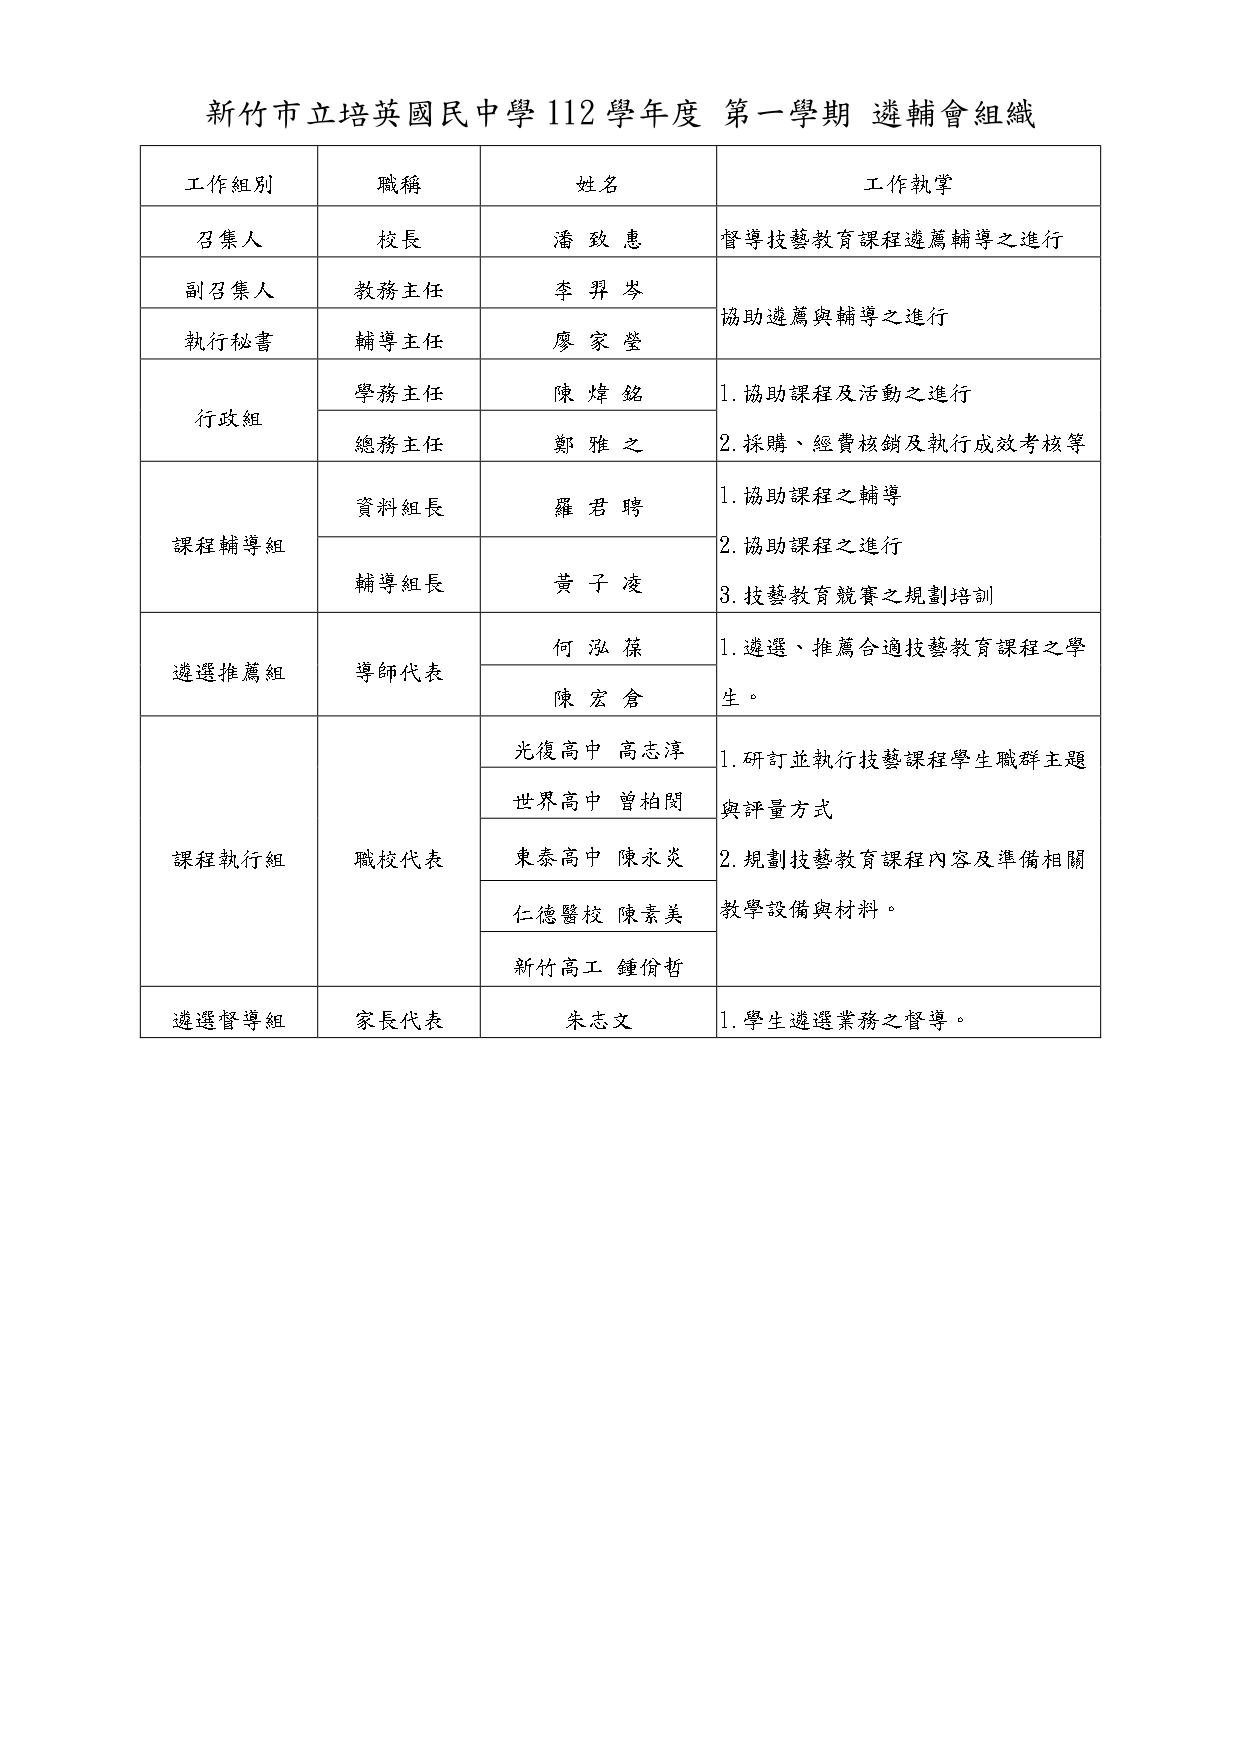 新竹市立培英國民中學 112 學年度 第一學期 遴輔會組織
工作組別 職稱 姓名 工作執掌
召集人 校長 潘 致 惠 督導技藝教育課程遴薦輔導之進行
副召集人 教務主任 李 羿 岑
協助遴薦與輔導之進行
執行秘書 輔導主任 廖 家 瑩
行政組
學務主任 陳 煒 銘
總務主任 鄭 雅 之
1.協助課程及活動之進行
2.採購、經費核銷及執行成效考核等
課程輔導組
資料組長 羅 君 聘
輔導組長 黃 子 凌
1.協助課程之輔導
2.協助課程之進行
3.技藝教育競賽之規劃培訓
遴選推薦組 導師代表
何 泓 葆
陳 宏 倉
1.遴選、推薦合適技藝教育課程之學
生。
課程執行組 職校代表
光復高中 高志淳
世界高中 曾柏閔
東泰高中 陳永炎
仁德醫校 陳素美
新竹高工 鍾佾哲
1.研訂並執行技藝課程學生職群主題
與評量方式
2.規劃技藝教育課程內容及準備相關
教學設備與材料。
遴選督導組 家長代表 朱志文 1.學生遴選業務之督導。